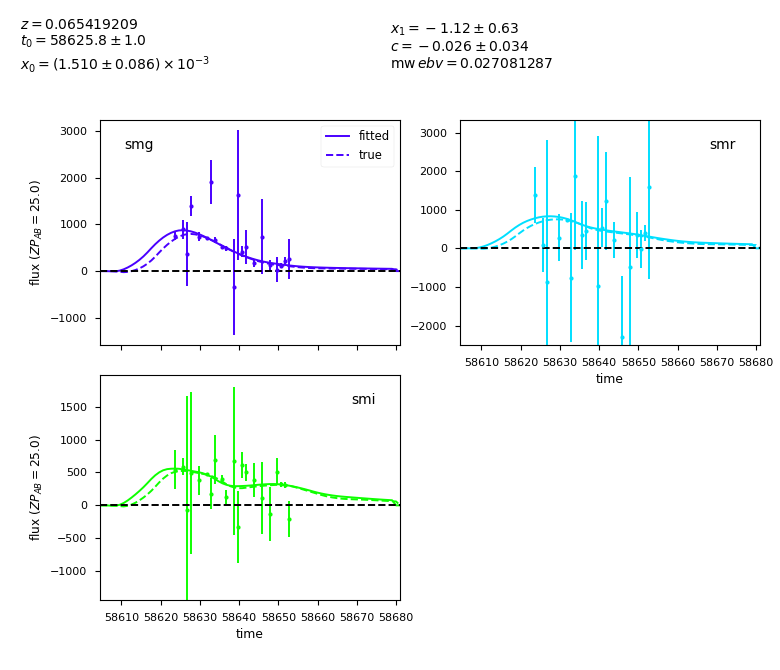 z = 0.065419209
t₀ = 58625.8 ± 1.0
x₀ = (1.510 ± 0.086) × 10⁻³
x₁ = −1.12 ± 0.63
c = −0.026 ± 0.034
mw ebv = 0.027081287
smg
fitted
true
3000
2000
1000
0
−1000
flux (ZP_AB = 25.0)
smr
3000
2000
1000
0
−1000
−2000
58610 58620 58630 58640 58650 58660 58670 58680
time
smi
1500
1000
500
0
−500
−1000
flux (ZP_AB = 25.0)
58610 58620 58630 58640 58650 58660 58670 58680
time